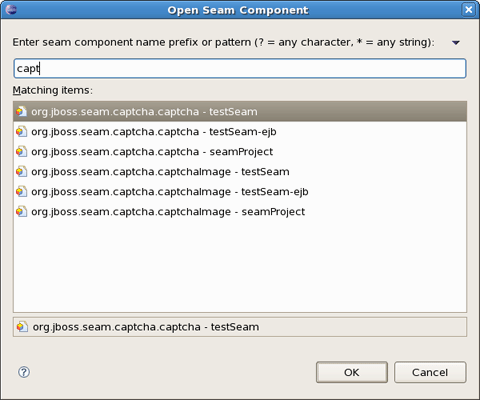 Open Seam Component
Enter seam component name prefix or pattern (? = any character, * = any string):
capt
Matching items:
org.jboss.seam.captcha.captcha - testSeam
org.jboss.seam.captcha.captcha - testSeam-ejb
org.jboss.seam.captcha.captcha - seamProject
org.jboss.seam.captcha.captchaImage - testSeam
org.jboss.seam.captcha.captchaImage - testSeam-ejb
org.jboss.seam.captcha.captchaImage - seamProject
org.jboss.seam.captcha.captcha - testSeam
?
OK
Cancel